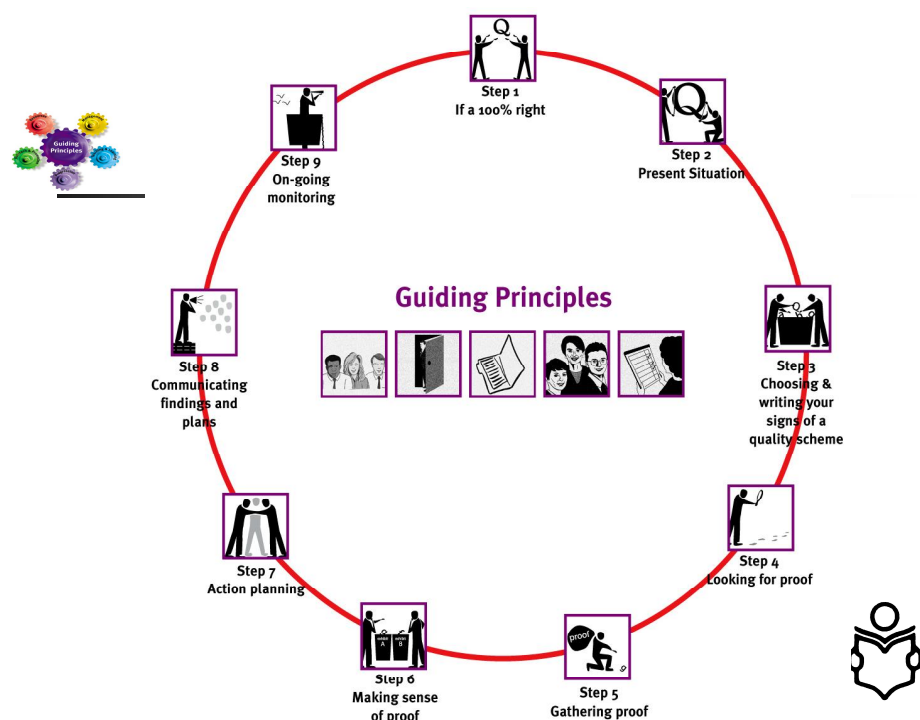 Q
Step 1
If a 100% right
Q
Step 2
Present Situation
Step 3
Choosing &
writing your
signs of a
quality scheme
Step 4
Looking for proof
proof
Step 5
Gathering proof
A
B
Step 6
Making sense
of proof
Step 7
Action planning
Step 8
Communicating
findings and
plans
Step 9
On-going
monitoring
Guiding
Principles
Guiding Principles